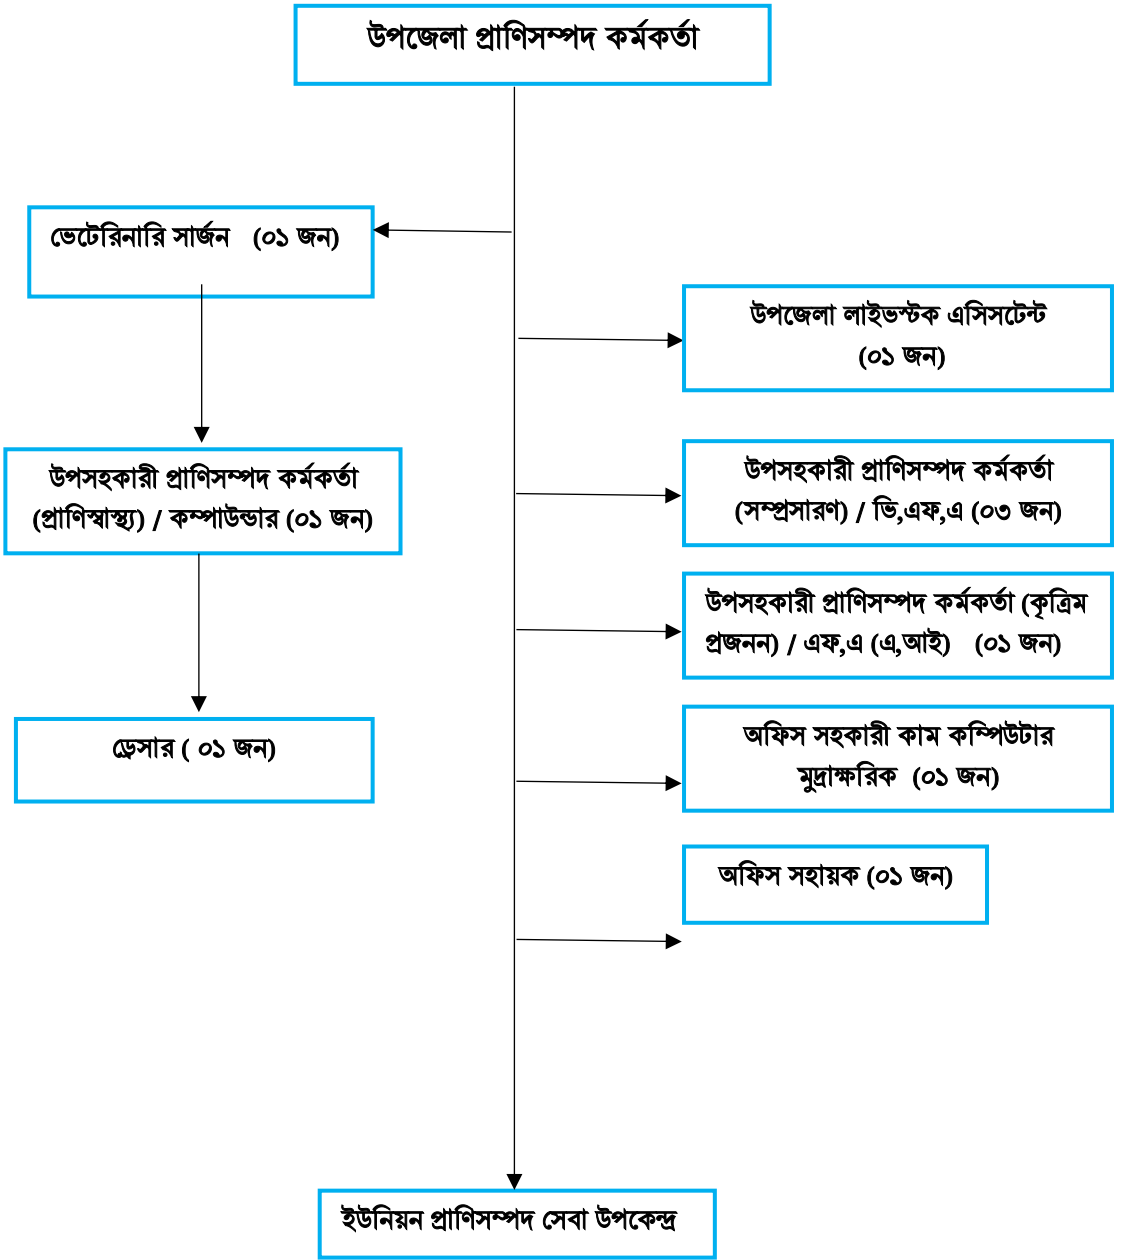 উপজেলা প্রাণিসম্পদ কর্মকর্তা
ভেটেরিনারি সার্জন (০১ জন)
উপজেলা লাইভস্টক এসিসটেন্ট
(০১ জন)
উপসহকারী প্রাণিসম্পদ কর্মকর্তা
(প্রাণিস্বাস্থ্য) / কম্পাউন্ডার (০১ জন)
উপসহকারী প্রাণিসম্পদ কর্মকর্তা
(সম্প্রসারণ) / ভি,এফ,এ (০৩ জন)
উপসহকারী প্রাণিসম্পদ কর্মকর্তা (কৃত্রিম
প্রজনন) / এফ,এ (এ,আই) (০১ জন)
ড্রেসার ( ০১ জন)
অফিস সহকারী কাম কম্পিউটার
মুদ্রাক্ষরিক (০১ জন)
অফিস সহায়ক (০১ জন)
ইউনিয়ন প্রাণিসম্পদ সেবা উপকেন্দ্র